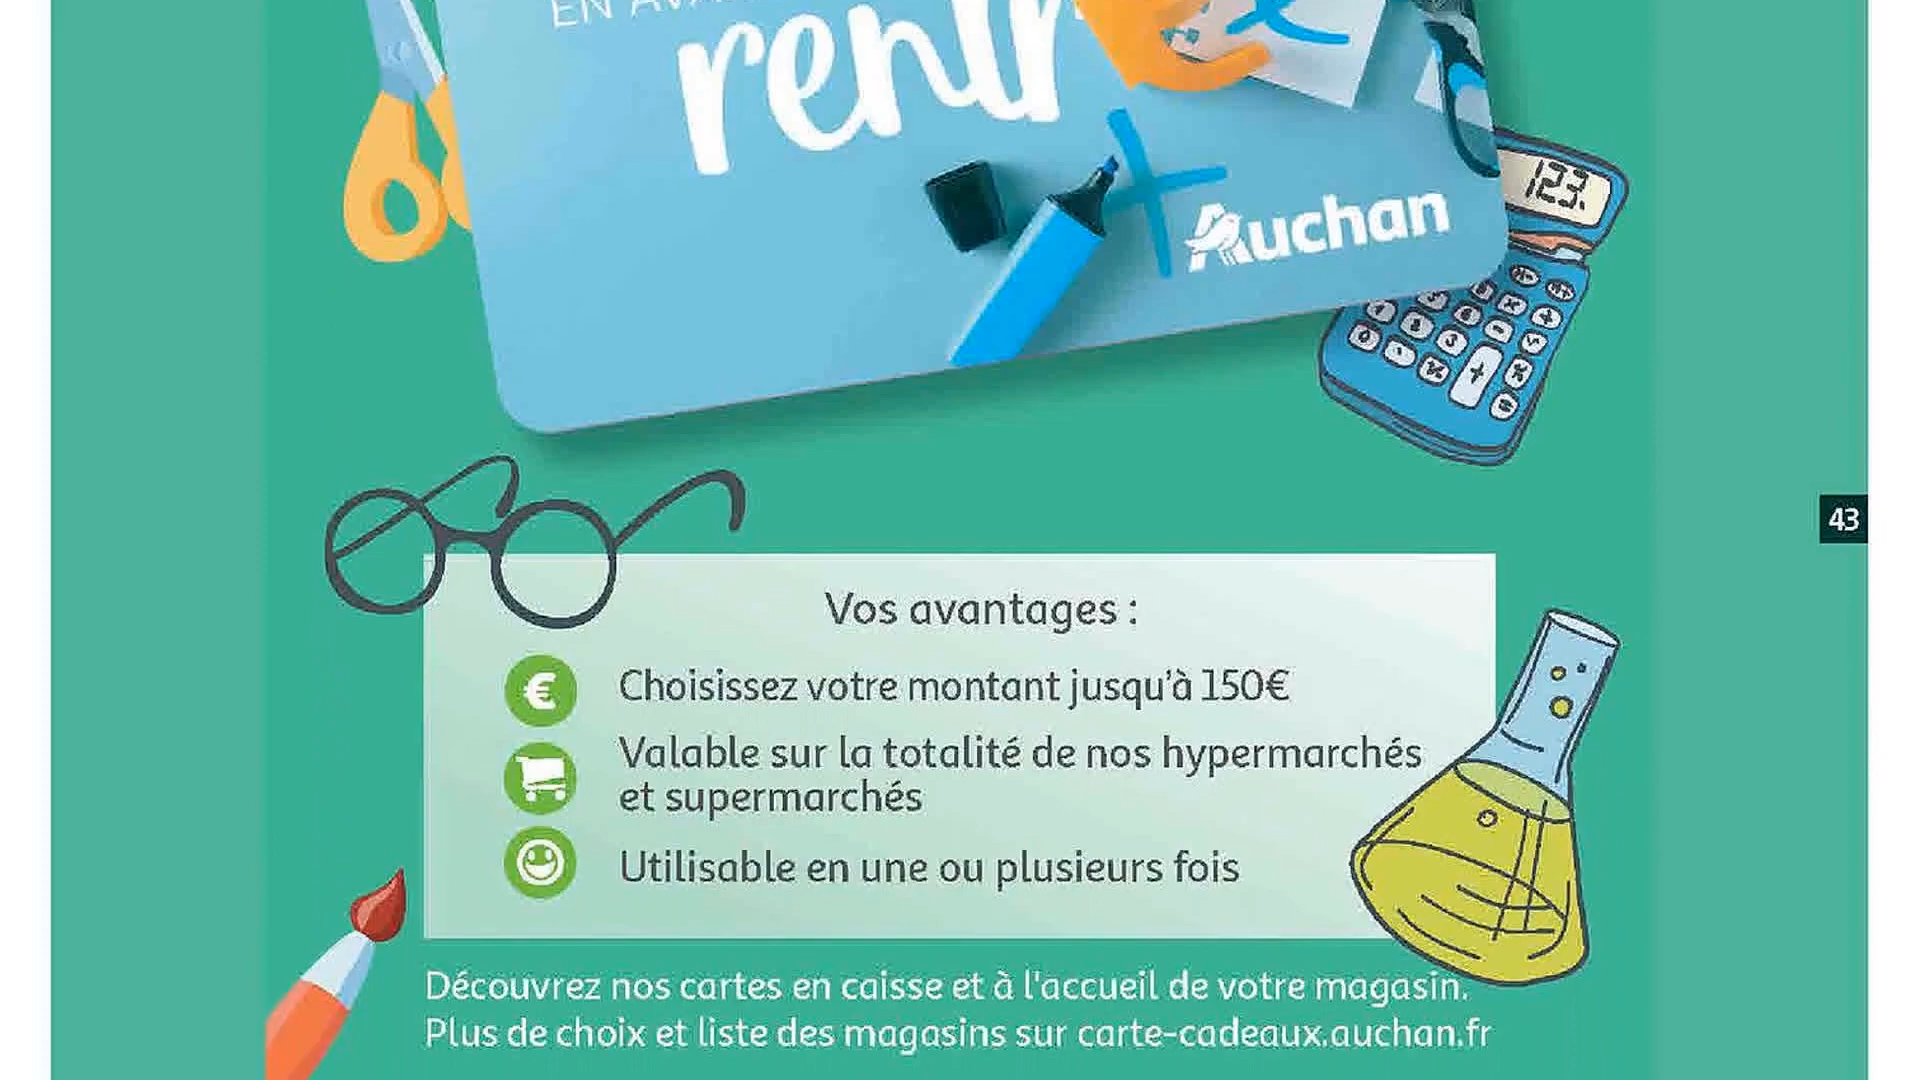 EN
rentr
Auchan
123.
43
Vos avantages :
€
Choisissez votre montant jusqu'à 150€
Valable sur la totalité de nos hypermarchés
et supermarchés
Utilisable en une ou plusieurs fois
Découvrez nos cartes en caisse et à l'accueil de votre magasin.
Plus de choix et liste des magasins sur carte-cadeaux.auchan.fr